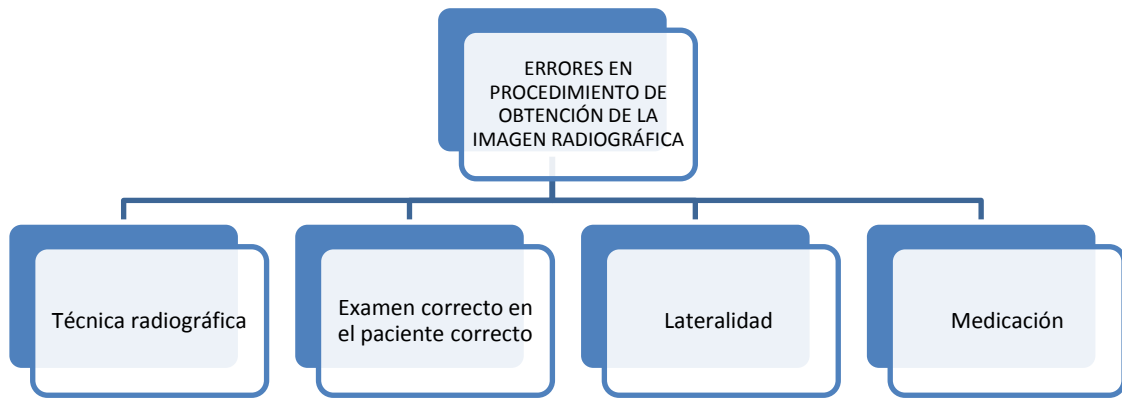 ERRORES EN
PROCEDIMIENTO DE
OBTENCIÓN DE LA
IMAGEN RADIOGRÁFICA
Técnica radiográfica
Examen correcto en
el paciente correcto
Lateralidad
Medicación